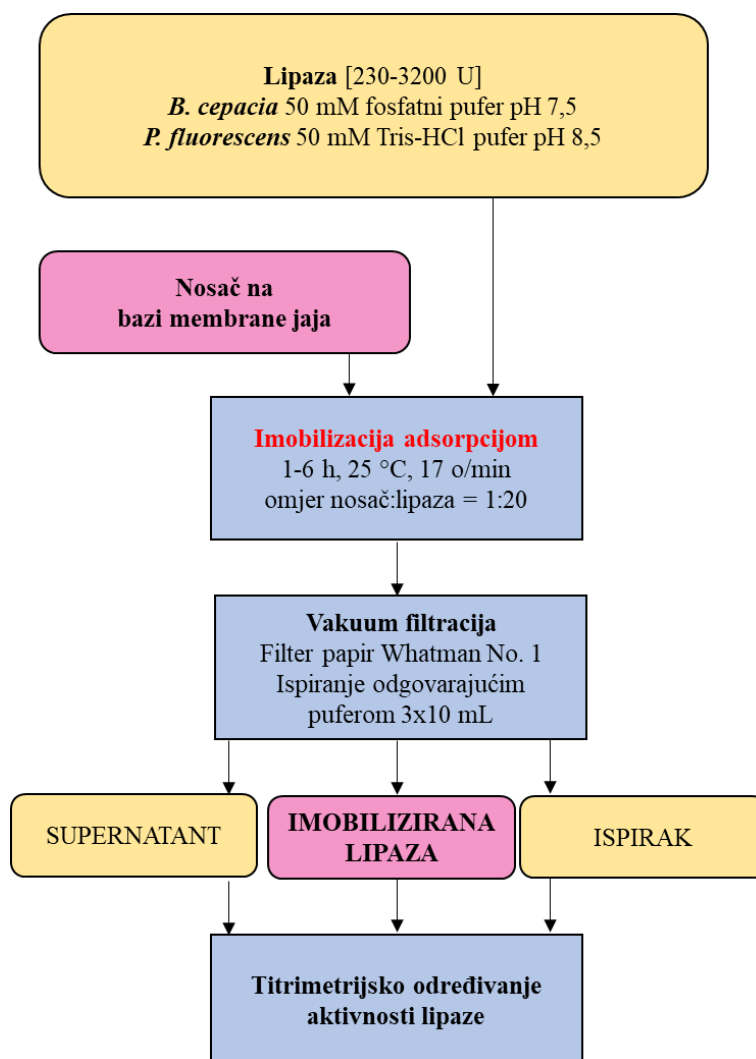 Lipaza [230-3200 U]
B. cepacia 50 mM fosfatni pufer pH 7,5
P. fluorescens 50 mM Tris-HCl pufer pH 8,5
Nosač na
bazi membrane jaja
Imobilizacija adsorpcijom
1-6 h, 25 °C, 17 o/min
omjer nosač:lipaza = 1:20
Vakuum filtracija
Filter papir Whatman No. 1
Ispiranje odgovarajućim
puferom 3x10 mL
SUPERNATANT
IMOBILIZIRANA
LIPAZA
ISPIRAK
Titrimetrijsko određivanje
aktivnosti lipaze